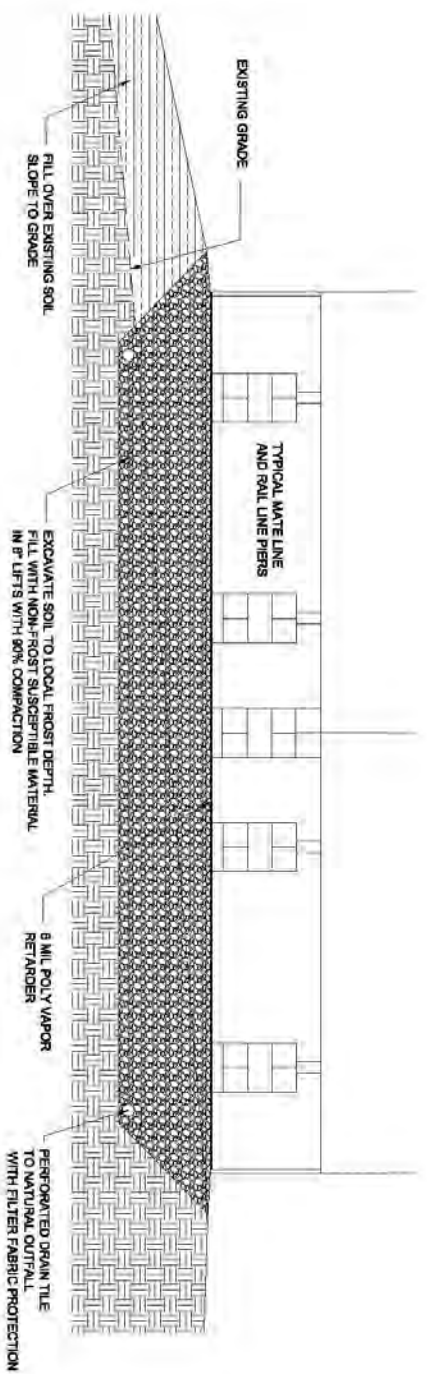 EXISTING GRADE
TYPICAL MATE LINE
AND RAIL LINE PIERS
FILL OVER EXISTING SOIL
SLOPE TO GRADE
EXCAVATE SOIL TO LOCAL FROST DEPTH.
FILL WITH NON-FROST SUSCEPTIBLE MATERIAL
IN 8" LIFTS WITH 90% COMPACTION
6 MIL POLY VAPOR
RETARDER
PERFORATED DRAIN TILE
TO NATURAL OUTFALL
WITH FILTER FABRIC PROTECTION